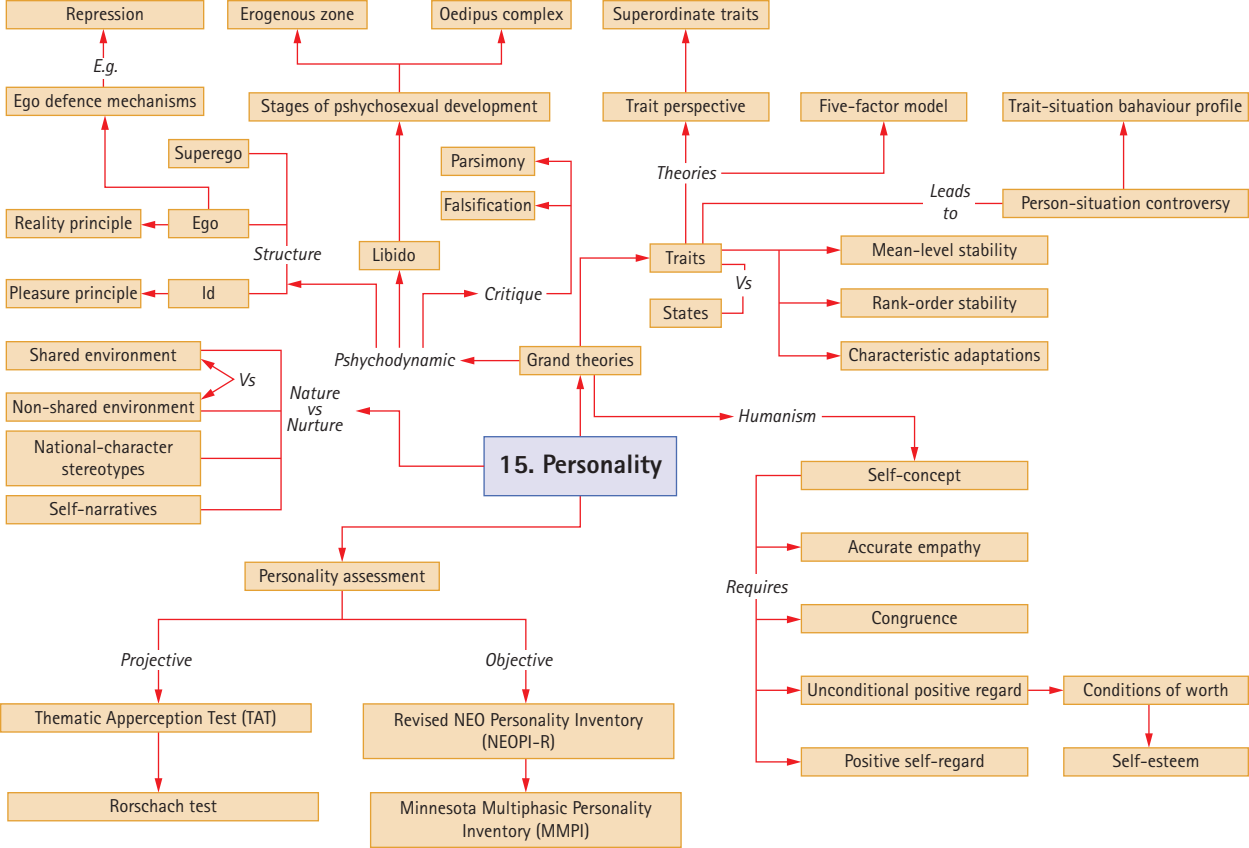 Repression
Erogenous zone
Oedipus complex
Superordinate traits
E.g.
Ego defence mechanisms
Stages of pshychosexual development
Trait perspective
Five-factor model
Trait-situation bahaviour profile
Superego
Parsimony
Theories
Falsification
Leads
to
Reality principle
Ego
Person-situation controversy
Structure
Libido
Traits
Mean-level stability
Vs
Pleasure principle
Id
Critique
States
Rank-order stability
Shared environment
Pshychodynamic
Grand theories
Characteristic adaptations
Vs
Non-shared environment
Nature
vs
Nurture
Humanism
National-character
stereotypes
15. Personality
Self-concept
Self-narratives
Accurate empathy
Personality assessment
Requires
Congruence
Projective
Objective
Unconditional positive regard
Conditions of worth
Thematic Apperception Test (TAT)
Revised NEO Personality Inventory
(NEOPI-R)
Positive self-regard
Self-esteem
Rorschach test
Minnesota Multiphasic Personality
Inventory (MMPI)